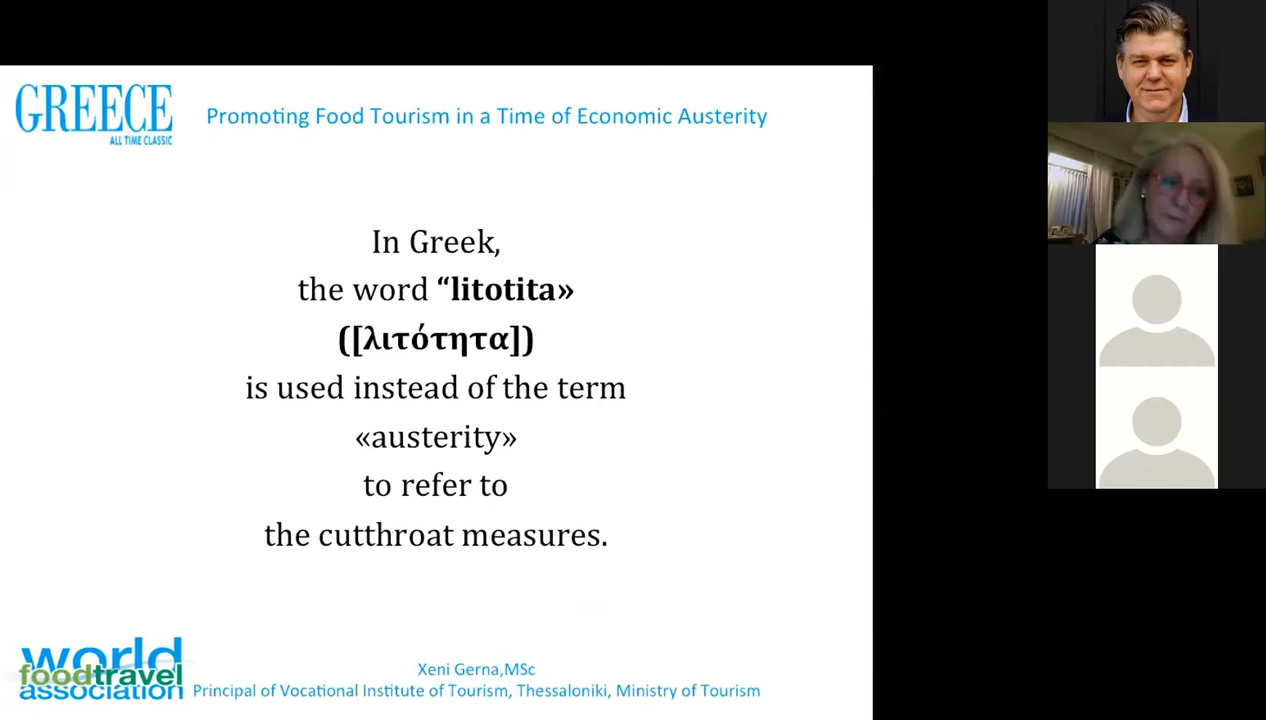 GREECE
ALL TIME CLASSIC
Promoting Food Tourism in a Time of Economic Austerity
In Greek,
the word “litotita»
([λιτότητα])
is used instead of the term
«austerity»
to refer to
the cutthroat measures.
world
foodtravel
association
Xeni Gerna,MSc
Principal of Vocational Institute of Tourism, Thessaloniki, Ministry of Tourism